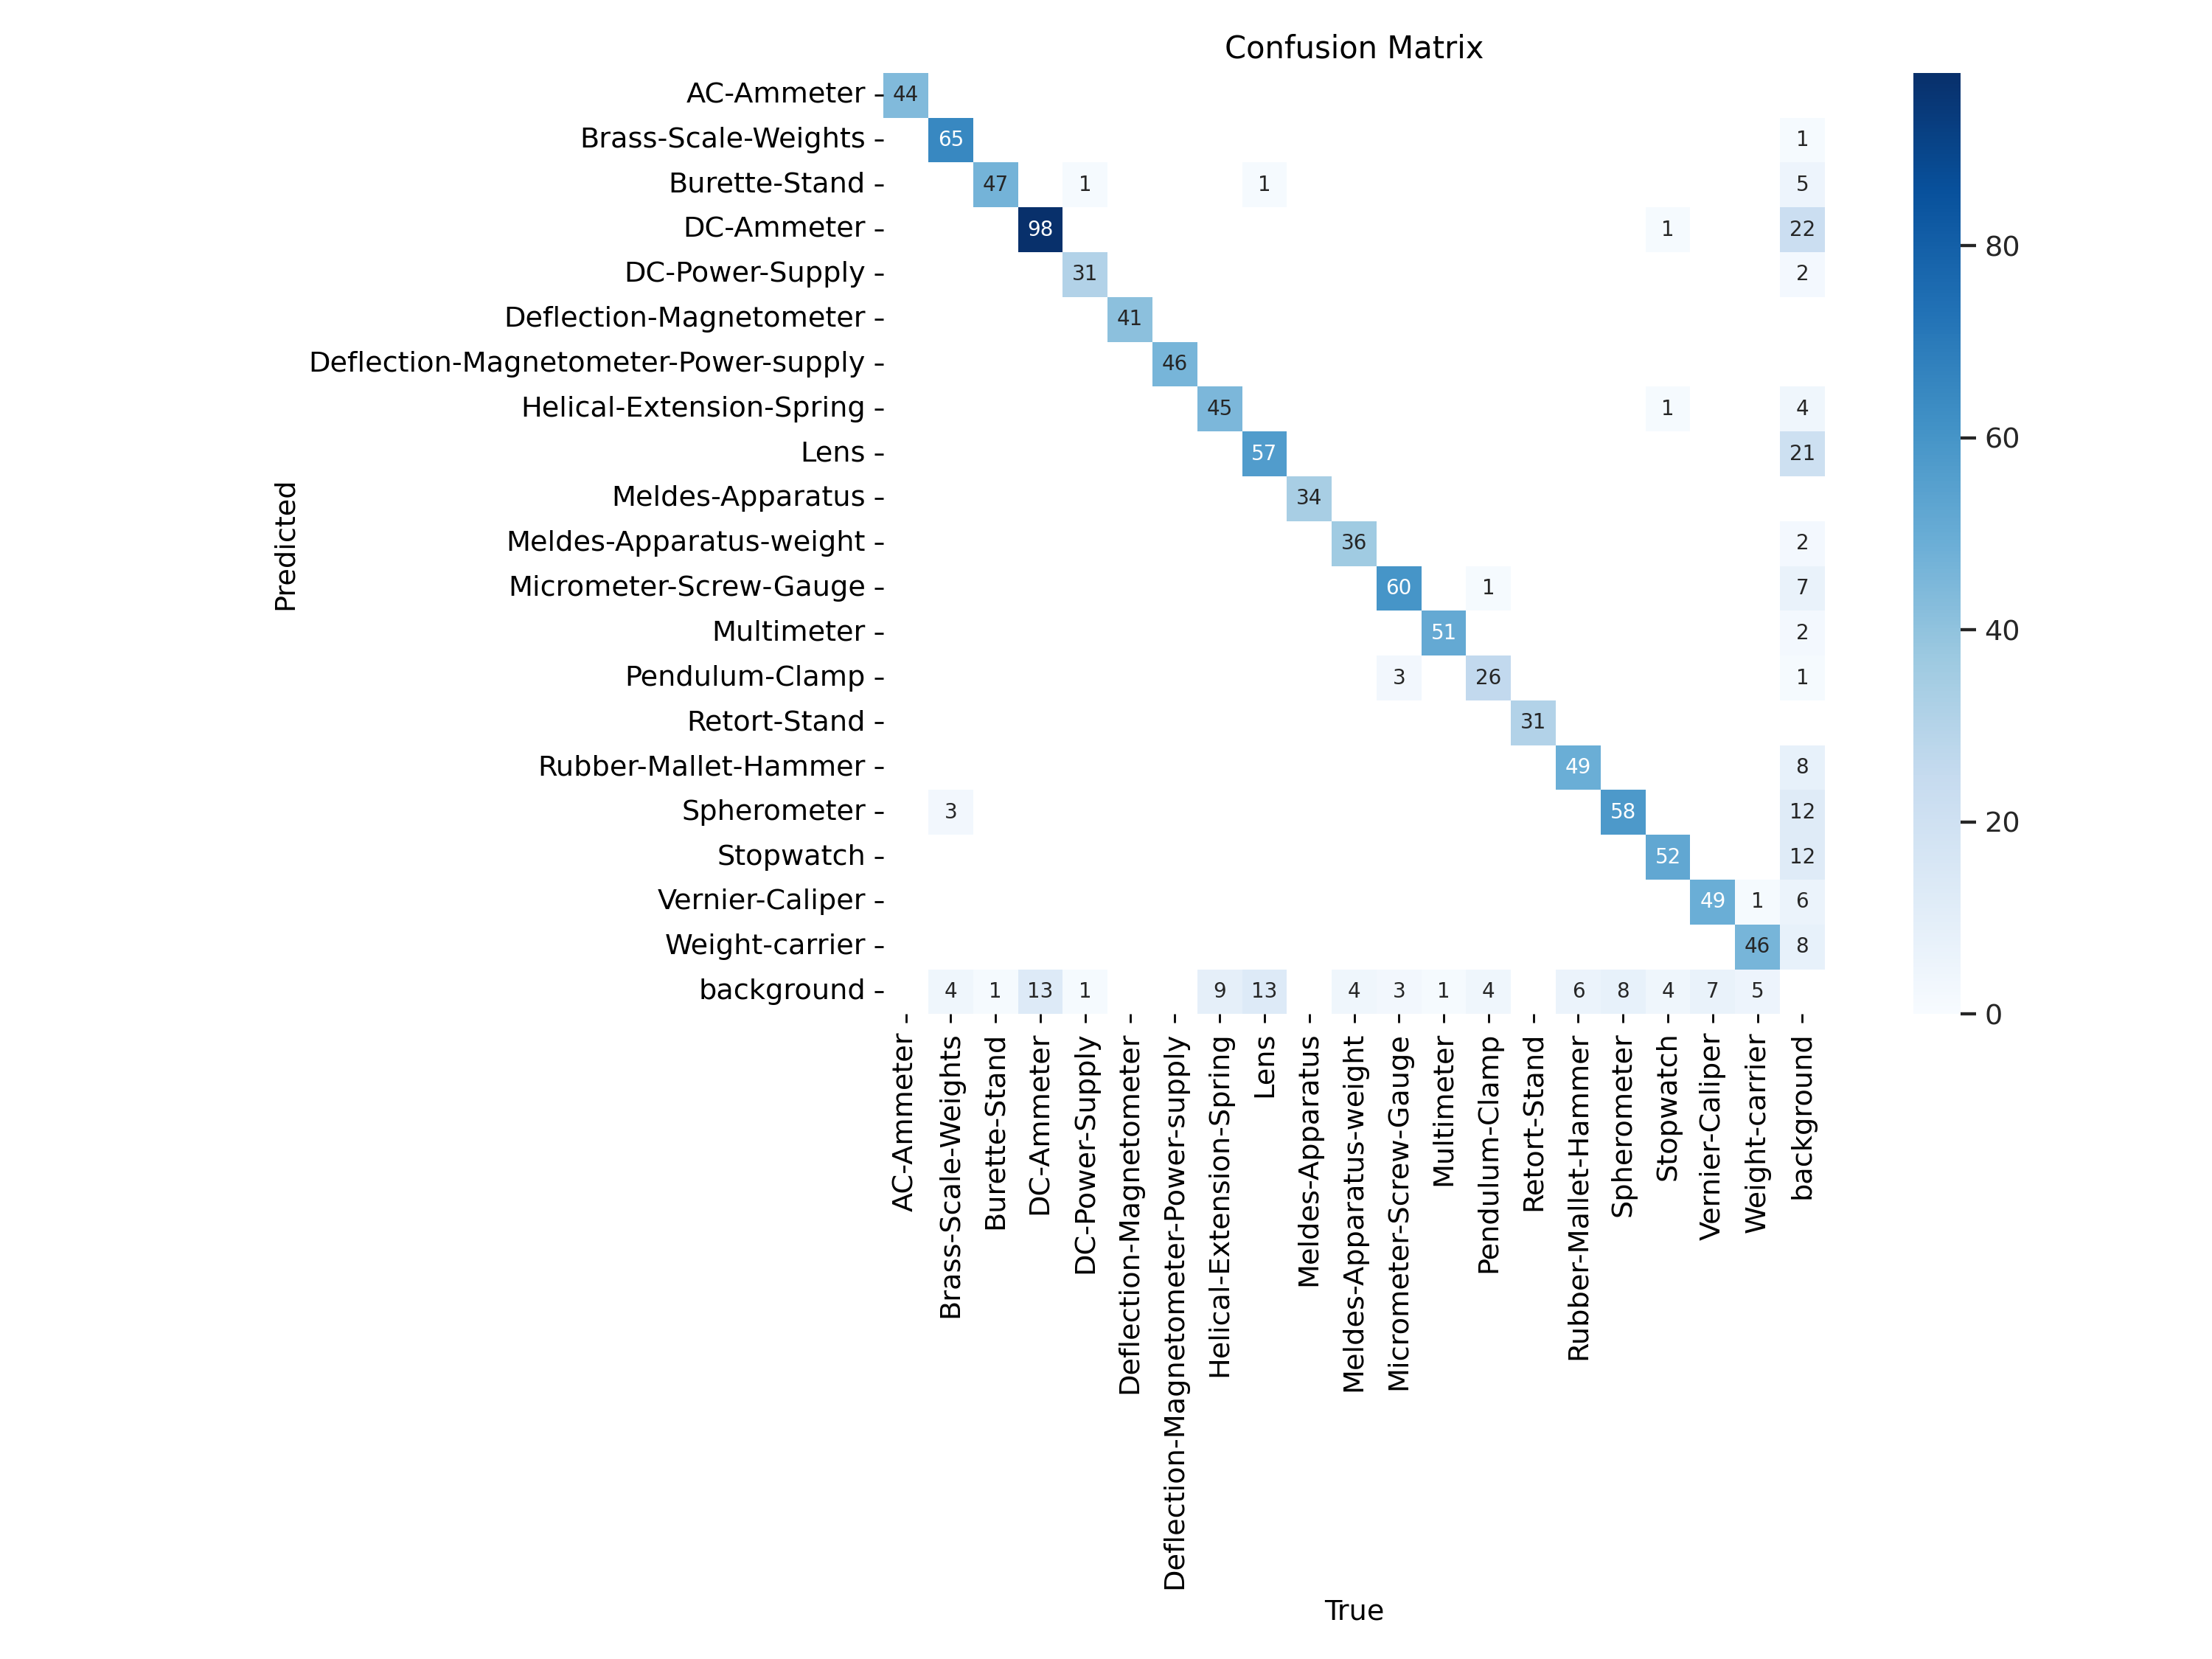 Confusion Matrix
AC-Ammeter 44
Brass-Scale-Weights 65 1
Burette-Stand 47 1 1 5
DC-Ammeter 98 1 22
80
DC-Power-Supply 31 2
Deflection-Magnetometer 41
Deflection-Magnetometer-Power-supply 46
Helical-Extension-Spring 45 1 4
60
Lens 57 21
Meldes-Apparatus 34
Predicted
Meldes-Apparatus-weight 36 2
Micrometer-Screw-Gauge 60 1 7
Multimeter 51 2
40
Pendulum-Clamp 3 26 1
Retort-Stand 31
Rubber-Mallet-Hammer 49 8
Spherometer 3 58 12
20
Stopwatch 52 12
Vernier-Caliper 49 1 6
Weight-carrier 46 8
background 4 1 13 1 9 13 4 3 1 4 6 8 4 7 5
0
AC-Ammeter
Brass-Scale-Weights
Burette-Stand
DC-Ammeter
DC-Power-Supply
Deflection-Magnetometer
Deflection-Magnetometer-Power-supply
Helical-Extension-Spring
Lens
Meldes-Apparatus
Meldes-Apparatus-weight
Micrometer-Screw-Gauge
Multimeter
Pendulum-Clamp
Retort-Stand
Rubber-Mallet-Hammer
Spherometer
Stopwatch
Vernier-Caliper
Weight-carrier
background
True